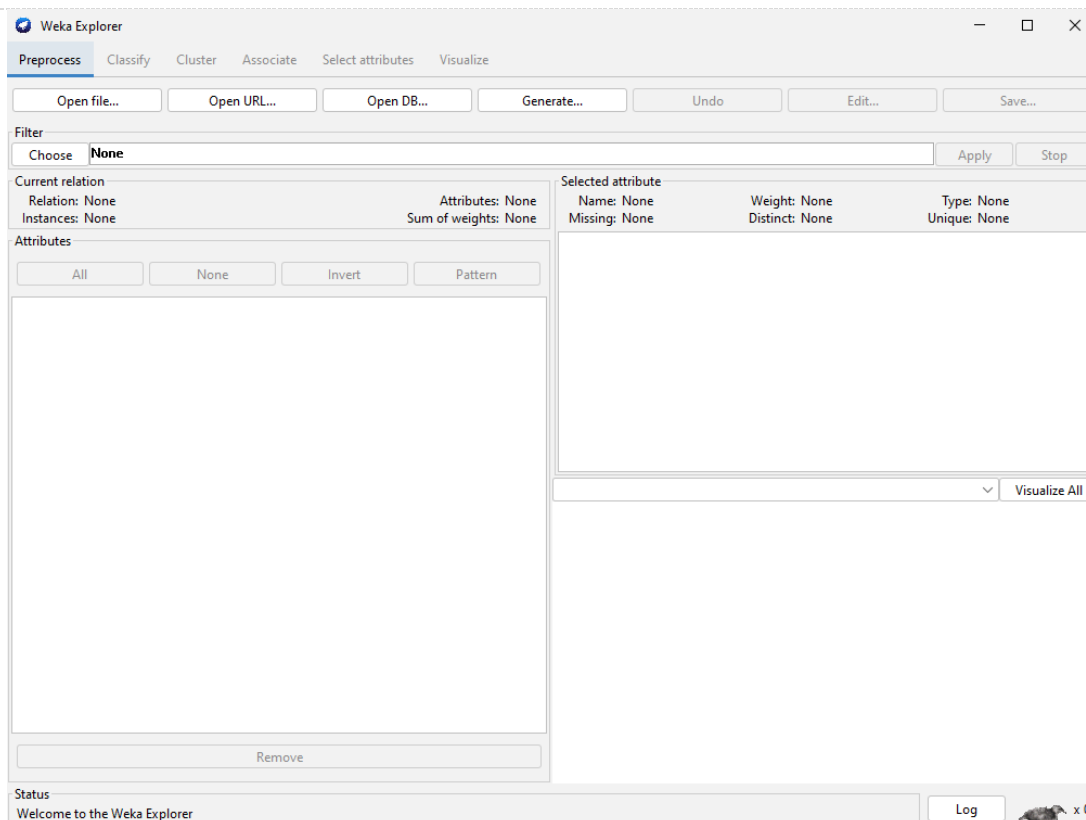 Weka Explorer
Preprocess Classify Cluster Associate Select attributes Visualize
Open file... Open URL... Open DB... Generate... Undo Edit... Save...
Filter
Choose None Apply Stop
Current relation
Relation: None Attributes: None
Instances: None Sum of weights: None
Selected attribute
Name: None Weight: None Type: None
Missing: None Distinct: None Unique: None
Attributes
All None Invert Pattern
Visualize All
Remove
Status
Welcome to the Weka Explorer
Log x 0